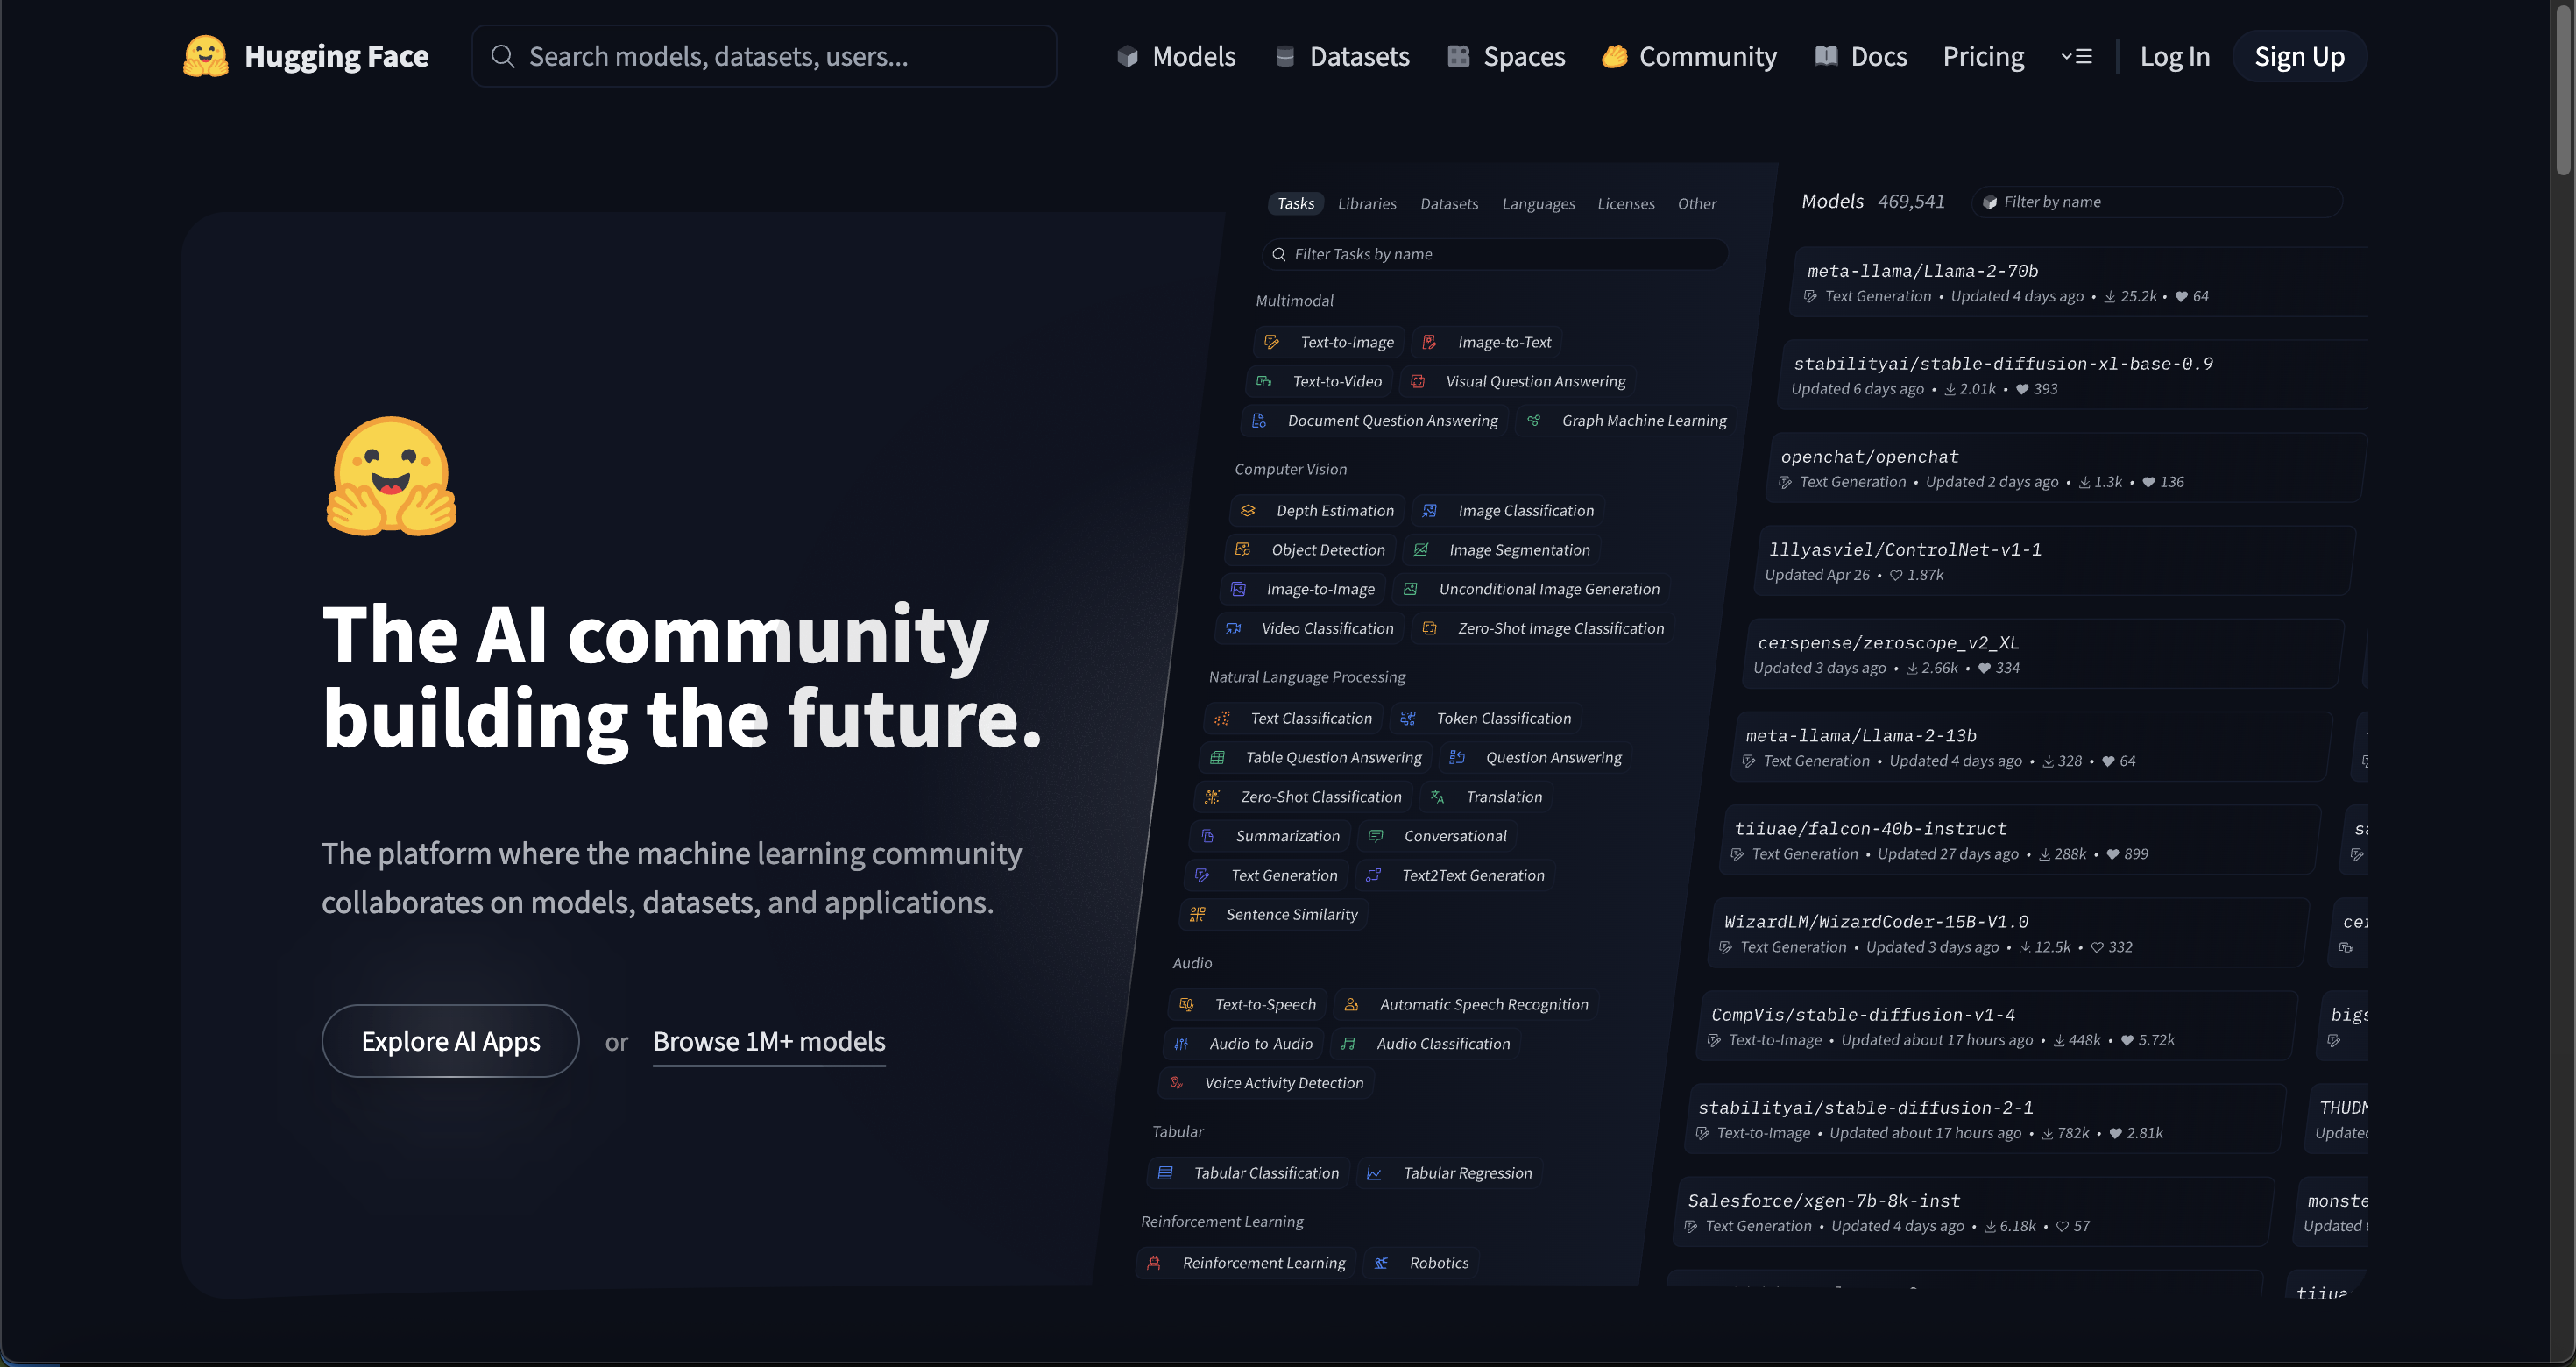 Hugging Face
Search models, datasets, users...
Models
Datasets
Spaces
Community
Docs
Pricing
Log In
Sign Up
The AI community
building the future.
The platform where the machine learning community
collaborates on models, datasets, and applications.
Explore AI Apps or Browse 1M+ models
Tasks Libraries Datasets Languages Licenses Other
Filter Tasks by name
Multimodal
Text-to-Image Image-to-Text
Text-to-Video Visual Question Answering
Document Question Answering Graph Machine Learning
Computer Vision
Depth Estimation Image Classification
Object Detection Image Segmentation
Image-to-Image Unconditional Image Generation
Video Classification Zero-Shot Image Classification
Natural Language Processing
Text Classification Token Classification
Table Question Answering Question Answering
Zero-Shot Classification Translation
Summarization Conversational
Text Generation Text2Text Generation
Sentence Similarity
Audio
Text-to-Speech Automatic Speech Recognition
Audio-to-Audio Audio Classification
Voice Activity Detection
Tabular
Tabular Classification Tabular Regression
Reinforcement Learning
Reinforcement Learning Robotics
Models 469,541 Filter by name
meta-llama/Llama-2-70b
Text Generation • Updated 4 days ago • 25.2k • 64
stabilityai/stable-diffusion-xl-base-0.9
Updated 6 days ago • 2.01k • 393
openchat/openchat
Text Generation • Updated 2 days ago • 1.3k • 136
lllyasviel/ControlNet-v1-1
Updated Apr 26 • 1.87k
cerspense/zeroscope_v2_XL
Updated 3 days ago • 2.66k • 334
meta-llama/Llama-2-13b
Text Generation • Updated 4 days ago • 328 • 64
tiiuae/falcon-40b-instruct
Text Generation • Updated 27 days ago • 288k • 899
WizardLM/WizardCoder-15B-V1.0
Text Generation • Updated 3 days ago • 12.5k • 332
CompVis/stable-diffusion-v1-4
Text-to-Image • Updated about 17 hours ago • 448k • 5.72k
stabilityai/stable-diffusion-2-1
Text-to-Image • Updated about 17 hours ago • 782k • 2.81k
Salesforce/xgen-7b-8k-inst
Text Generation • Updated 4 days ago • 6.18k • 57